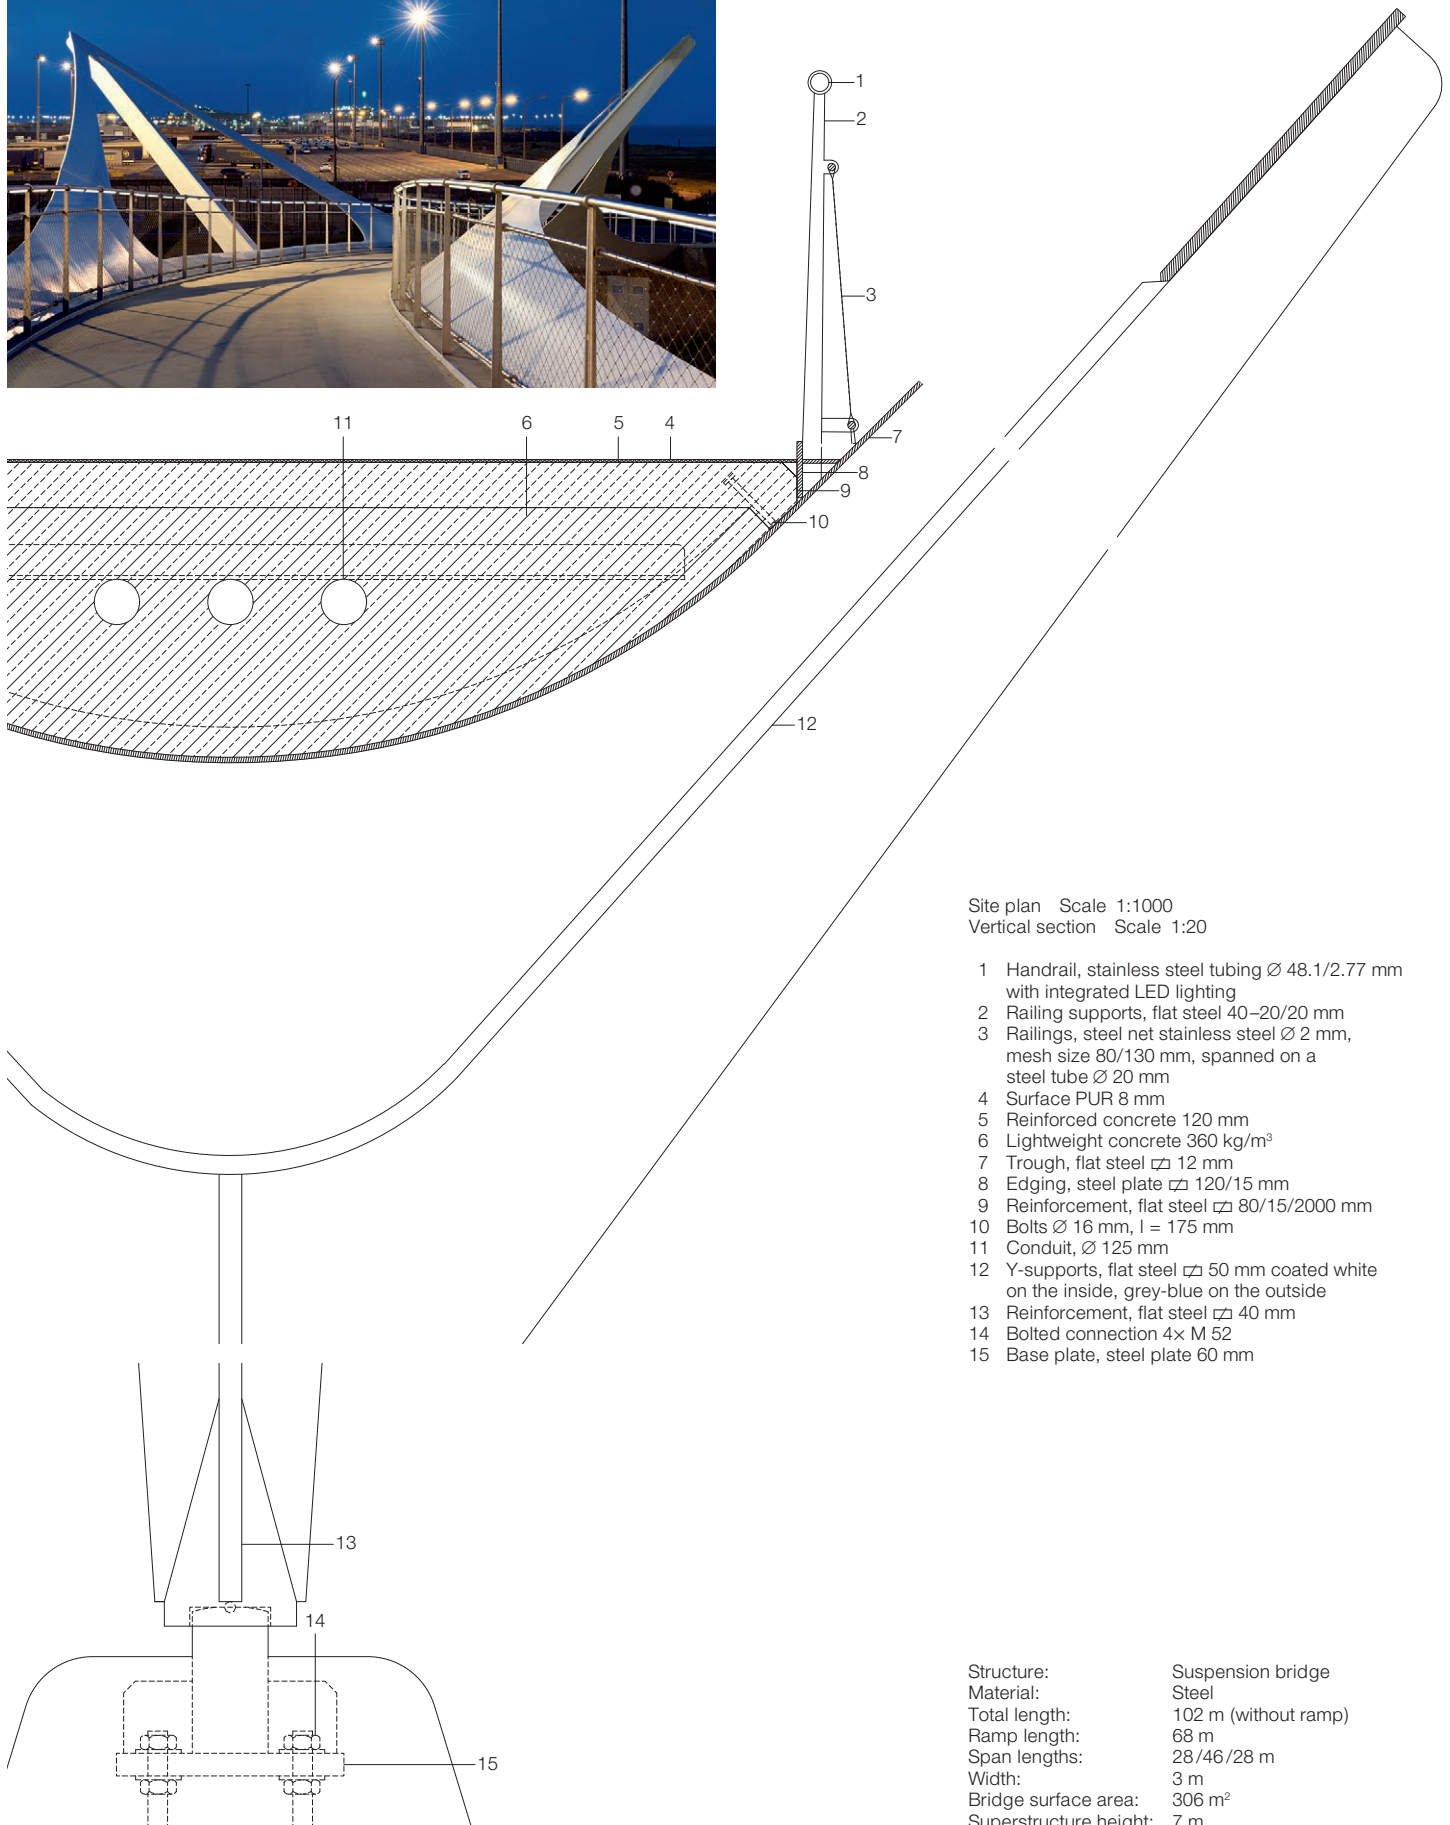 1
2
3
11
6
5
4
7
8
9
10
12
Site plan Scale 1:1000
Vertical section Scale 1:20
1 Handrail, stainless steel tubing Ø 48.1/2.77 mm
with integrated LED lighting
2 Railing supports, flat steel 40–20/20 mm
3 Railings, steel net stainless steel Ø 2 mm,
mesh size 80/130 mm, spanned on a
steel tube Ø 20 mm
4 Surface PUR 8 mm
5 Reinforced concrete 120 mm
6 Lightweight concrete 360 kg/m³
7 Trough, flat steel ▱ 12 mm
8 Edging, steel plate ▱ 120/15 mm
9 Reinforcement, flat steel ▱ 80/15/2000 mm
10 Bolts Ø 16 mm, l = 175 mm
11 Conduit, Ø 125 mm
12 Y-supports, flat steel ▱ 50 mm coated white
on the inside, grey-blue on the outside
13 Reinforcement, flat steel ▱ 40 mm
14 Bolted connection 4× M 52
15 Base plate, steel plate 60 mm
13
14
15
Structure: Suspension bridge
Material: Steel
Total length: 102 m (without ramp)
Ramp length: 68 m
Span lengths: 28/46/28 m
Width: 3 m
Bridge surface area: 306 m²
Superstructure height: 7 m